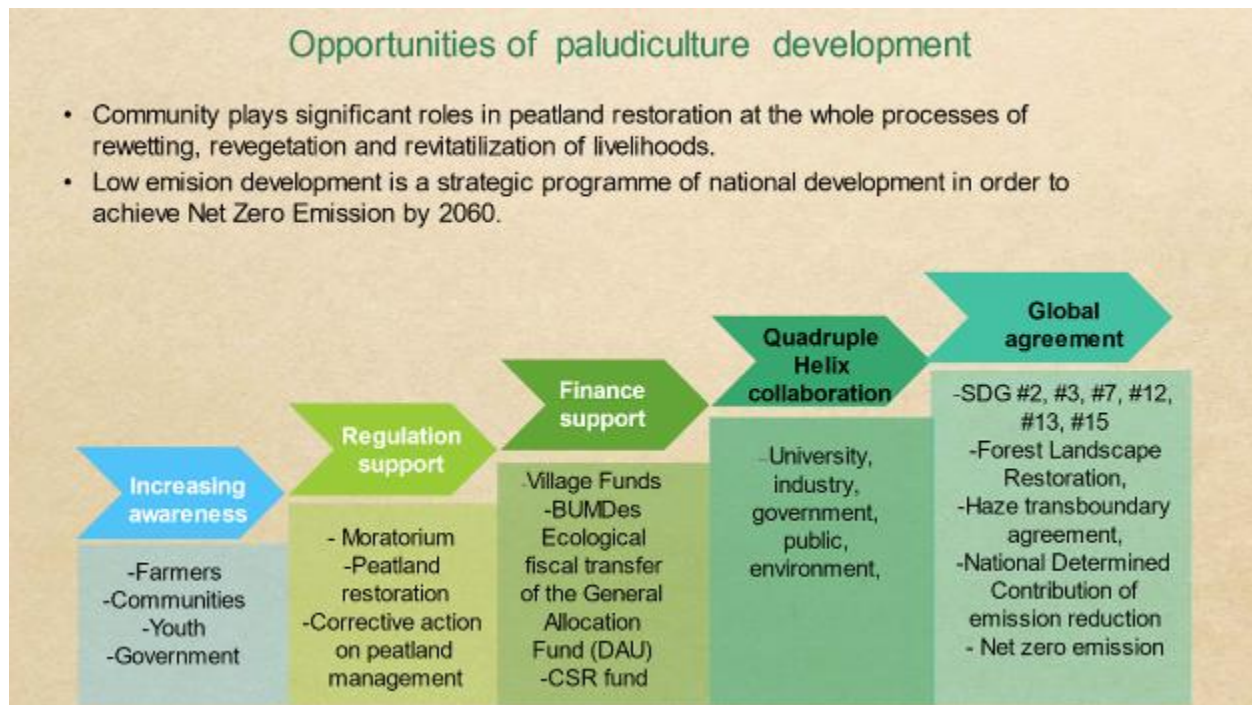 Opportunities of paludiculture development
• Community plays significant roles in peatland restoration at the whole processes of
rewetting, revegetation and revitatilization of livelihoods.
• Low emision development is a strategic programme of national development in order to
achieve Net Zero Emission by 2060.
Increasing
awareness
-Farmers
-Communities
-Youth
-Government
Regulation
support
- Moratorium
-Peatland
restoration
-Corrective action
on peatland
management
Finance
support
-Village Funds
-BUMDes
Ecological
fiscal transfer
of the General
Allocation
Fund (DAU)
-CSR fund
Quadruple
Helix
collaboration
-University,
industry,
government,
public,
environment,
Global
agreement
-SDG #2, #3, #7, #12,
#13, #15
-Forest Landscape
Restoration,
-Haze transboundary
agreement,
-National Determined
Contribution of
emission reduction
- Net zero emission